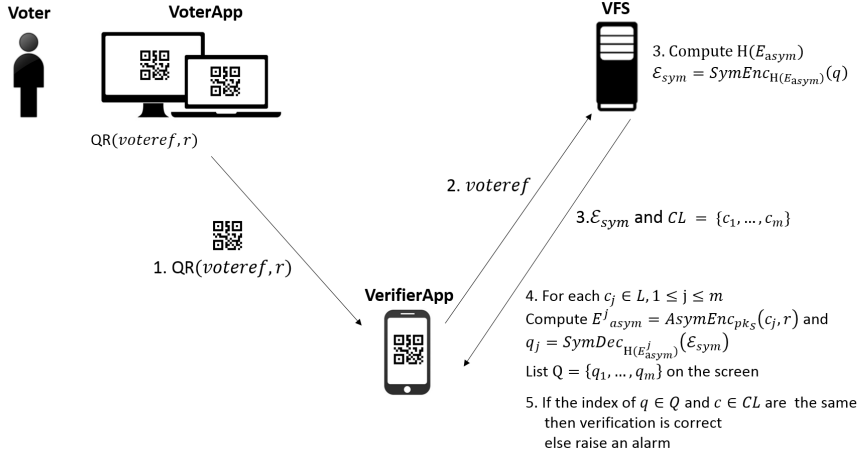 Voter
VoterApp
VFS
3. Compute H(E_asym)
ℰ_sym = SymEnc_H(E_asym)(q)
QR(voteref, r)
2. voteref
3.ℰ_sym and CL = {c_1, … , c_m}
1. QR(voteref, r)
VerifierApp
4. For each c_j ∈ L, 1 ≤ j ≤ m
Compute E^j_asym = AsymEnc_pk_S(c_j, r) and
q_j = SymDec_H(E^j_asym)(ℰ_sym)
List Q = {q_1, … , q_m} on the screen
5. If the index of q ∈ Q and c ∈ CL are the same
then verification is correct
else raise an alarm